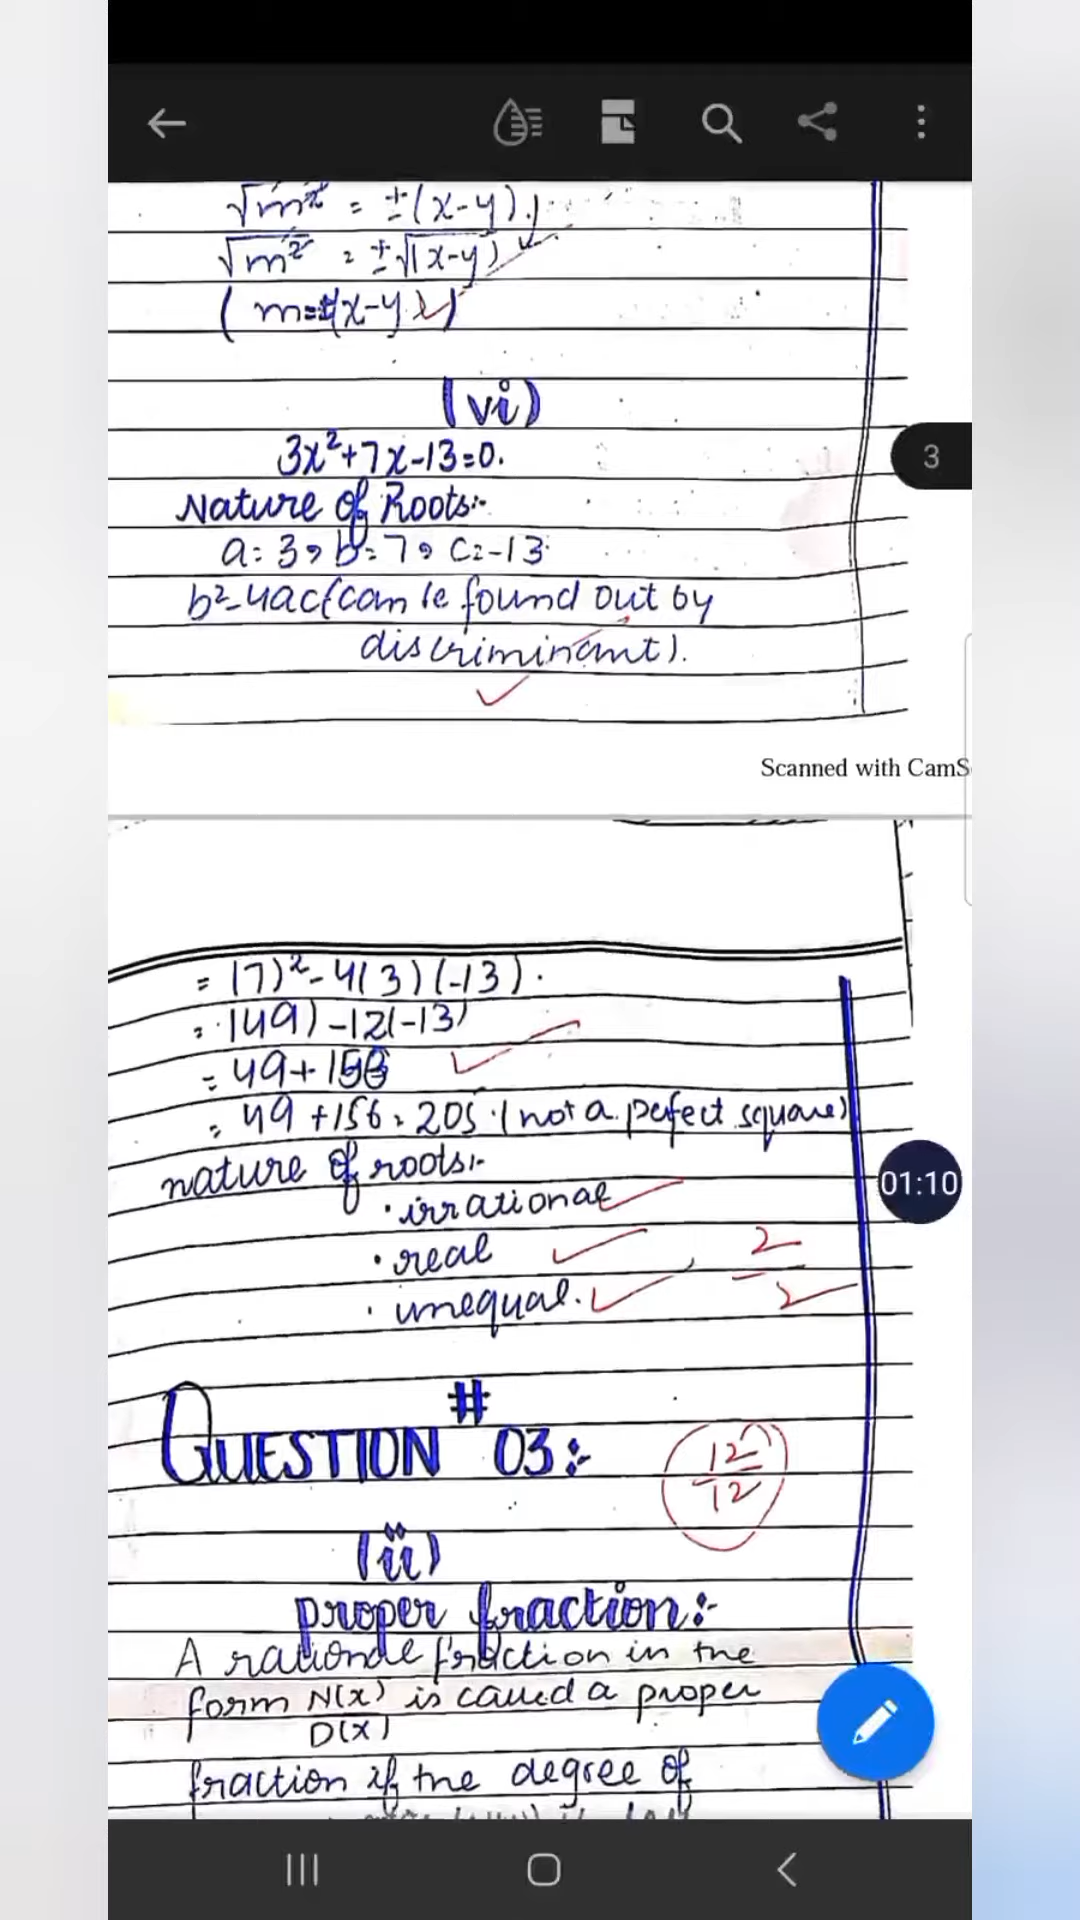 √m² = ±(x-y).
√m² = ±√(x-y)
(m=±(x-y))
(vi)
3x²+7x-13=0.
3
Nature of Roots:-
a=3, b=7, c=-13
b²-4ac(can be found out by
discriminant).
Scanned with CamS
= (7)²-4(3)(-13).
= (49)-12(-13)
= 49+156
= 49+156=205.(not a perfect square)
nature of roots:-
01:10
• irrational
• real
2
2
• unequal.
QUESTION # 03:-
12
12
(ii)
proper fraction:-
A rational fraction in the
form N(x) is called a proper
D(x)
fraction if the degree of